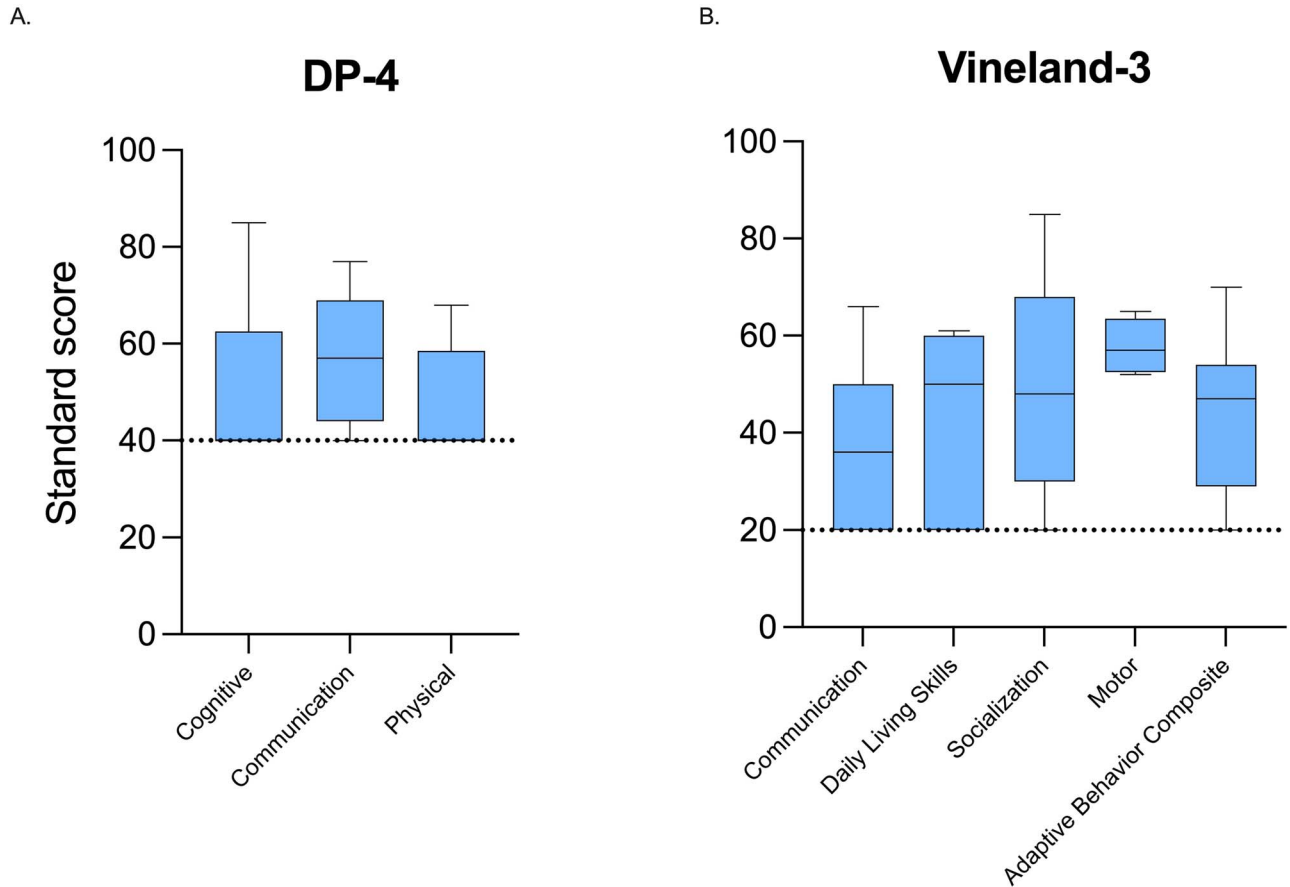 A.
DP-4
Standard score
100
80
60
40
20
0
Cognitive
Communication
Physical
B.
Vineland-3
100
80
60
40
20
0
Communication
Daily Living Skills
Socialization
Motor
Adaptive Behavior Composite